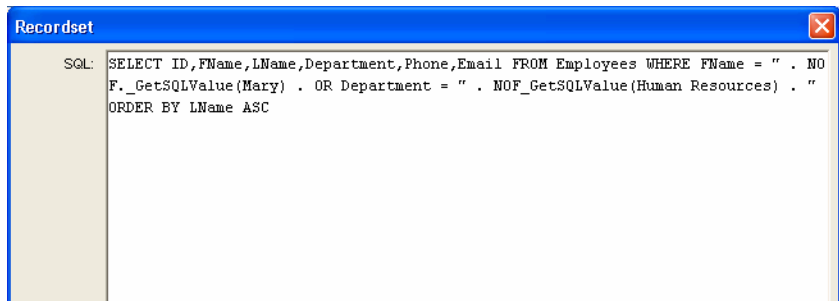 Recordset
SQL: SELECT ID,FName,LName,Department,Phone,Email FROM Employees WHERE FName = " . NO
F._GetSQLValue(Mary) . OR Department = " . NOF_GetSQLValue(Human Resources) . "
ORDER BY LName ASC